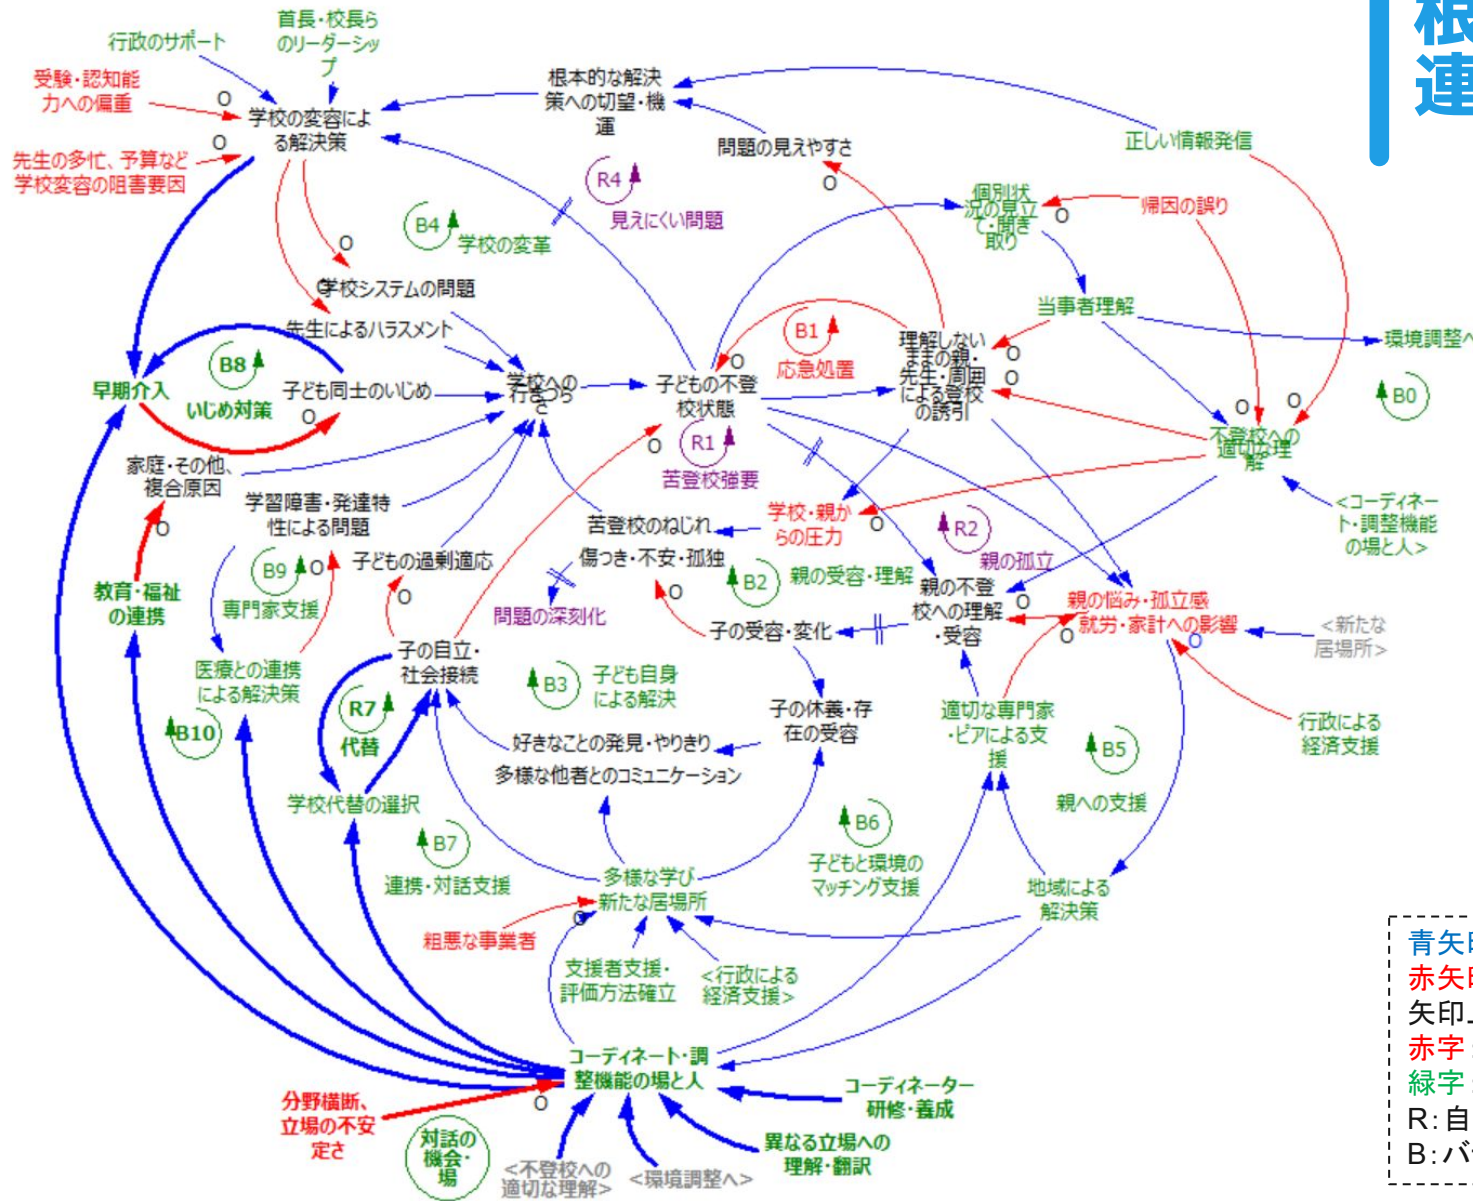 根
連
首長・校長ら
のリーダーシッ
プ
行政のサポート
受験・認知能
力への偏重
O
学校の変容によ
る解決策
O
先生の多忙、予算など
学校変容の阻害要因
根本的な解決
策への切望・機
運
問題の見えやすさ
O
正しい情報発信
R4
見えにくい問題
B4
学校の変革
個別状
況の見立
て・聞き
取り
O
帰因の誤り
当事者理解
環境調整へ
B0
O
学校システムの問題
O
先生によるハラスメント
B8
いじめ対策
早期介入
子ども同士のいじめ
O
学校への
行きづら
さ
子どもの不登
校状態
O
B1
応急処置
理解しない
ままの親・
先生・周囲
による登校
の誘引
O
O
R1
苦登校強要
O
O
O
不登校への
適切な理
解
<コーディネー
ト・調整機能
の場と人>
家庭・その他、
複合原因
O
学習障害・発達特
性による問題
苦登校のねじれ
傷つき・不安・孤独
学校・親か
らの圧力
O
R2
親の孤立
B9
専門家支援
O
子どもの過剰適応
O
問題の深刻化
O
B2
親の受容・理解
教育・福祉
の連携
親の不登
校への理解
・受容
O
親の悩み・孤立感
就労・家計への影響
O
O
<新たな
居場所>
子の受容・変化
子の自立・
社会接続
医療との連携
による解決策
B10
R7
代替
B3
子ども自身
による解決
子の休養・存
在の受容
適切な専門家
・ピアによる支
援
B5
親への支援
行政による
経済支援
好きなことの発見・やりきり
多様な他者とのコミュニケーション
学校代替の選択
B7
連携・対話支援
B6
子どもと環境の
マッチング支援
多様な学び
新たな居場所
O
粗悪な事業者
地域による
解決策
支援者支援・
評価方法確立
<行政による
経済支援>
コーディネート・調
整機能の場と人
O
分野横断、
立場の不安
定さ
コーディネーター
研修・養成
対話の
機会・
場
<不登校への
適切な理解>
<環境調整へ>
異なる立場への
理解・翻訳
青矢
赤矢
矢印
赤字
緑字
R:自
B:バ